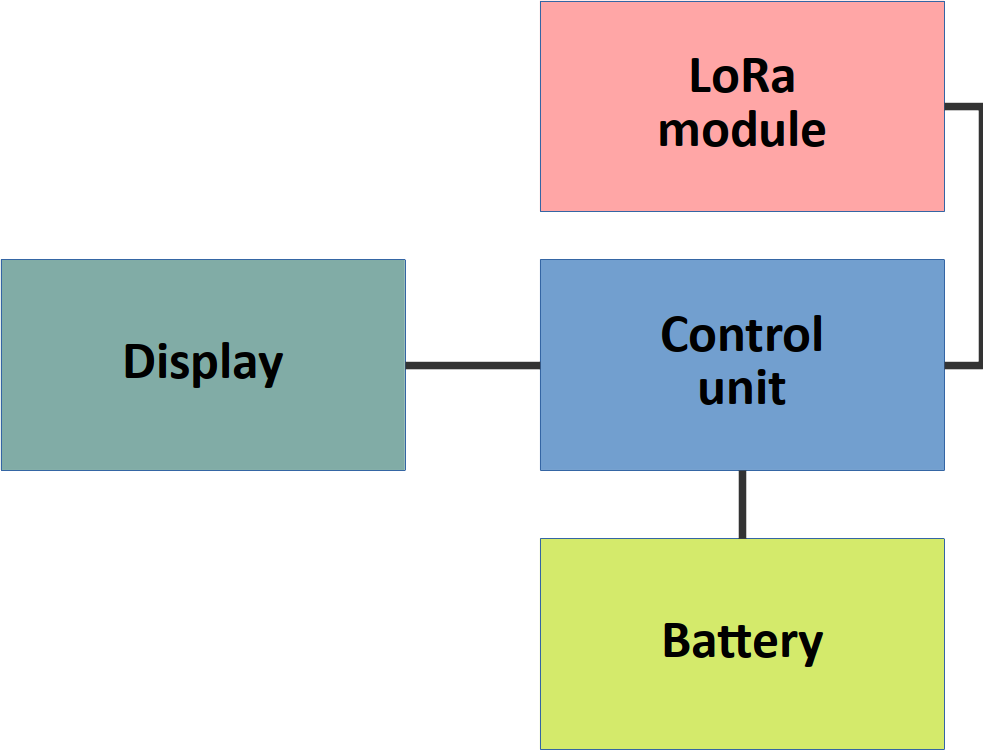 LoRa
module
Display
Control
unit
Battery